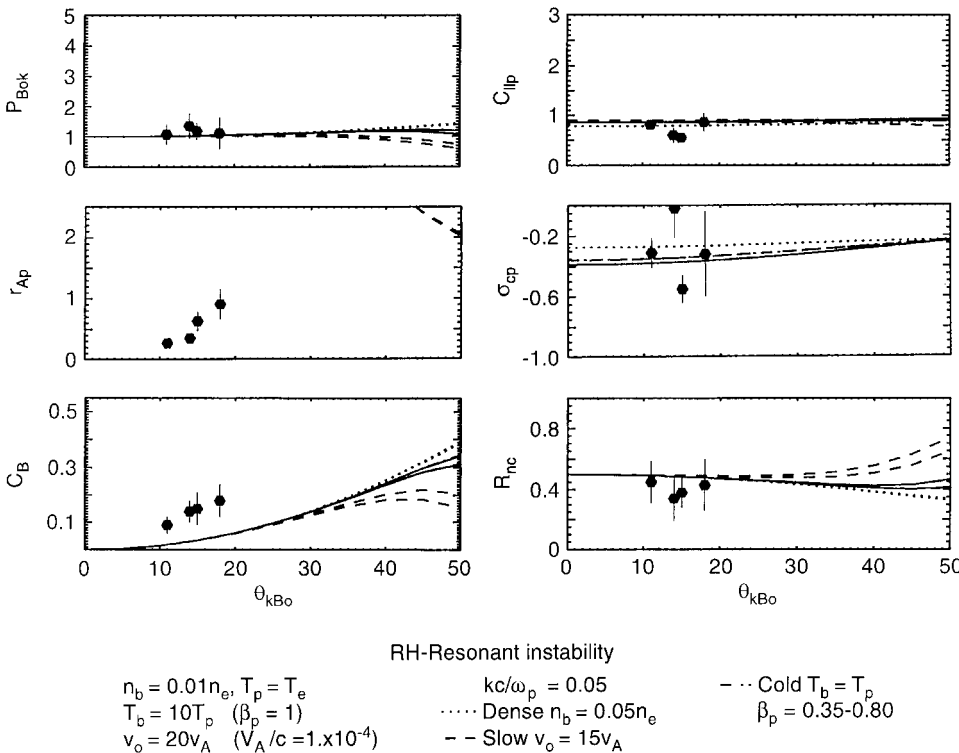 5
4
3
2
1
0
P_Bok
3
2
1
0
C_llp
2
1
0
r_Ap
-0.2
-0.6
-1.0
σ_cp
0.5
0.3
0.1
C_B
0 10 20 30 40 50
θ_kBo
0.8
0.4
0
R_nc
0 10 20 30 40 50
θ_kBo
RH-Resonant instability
n_b = 0.01n_e, T_p = T_e
kc/ω_p = 0.05
– ·· Cold T_b = T_p
T_b = 10T_p (β_p = 1)
······ Dense n_b = 0.05n_e
β_p = 0.35-0.80
v_o = 20v_A (V_A/c = 1.x10^-4)
– – Slow v_o = 15v_A